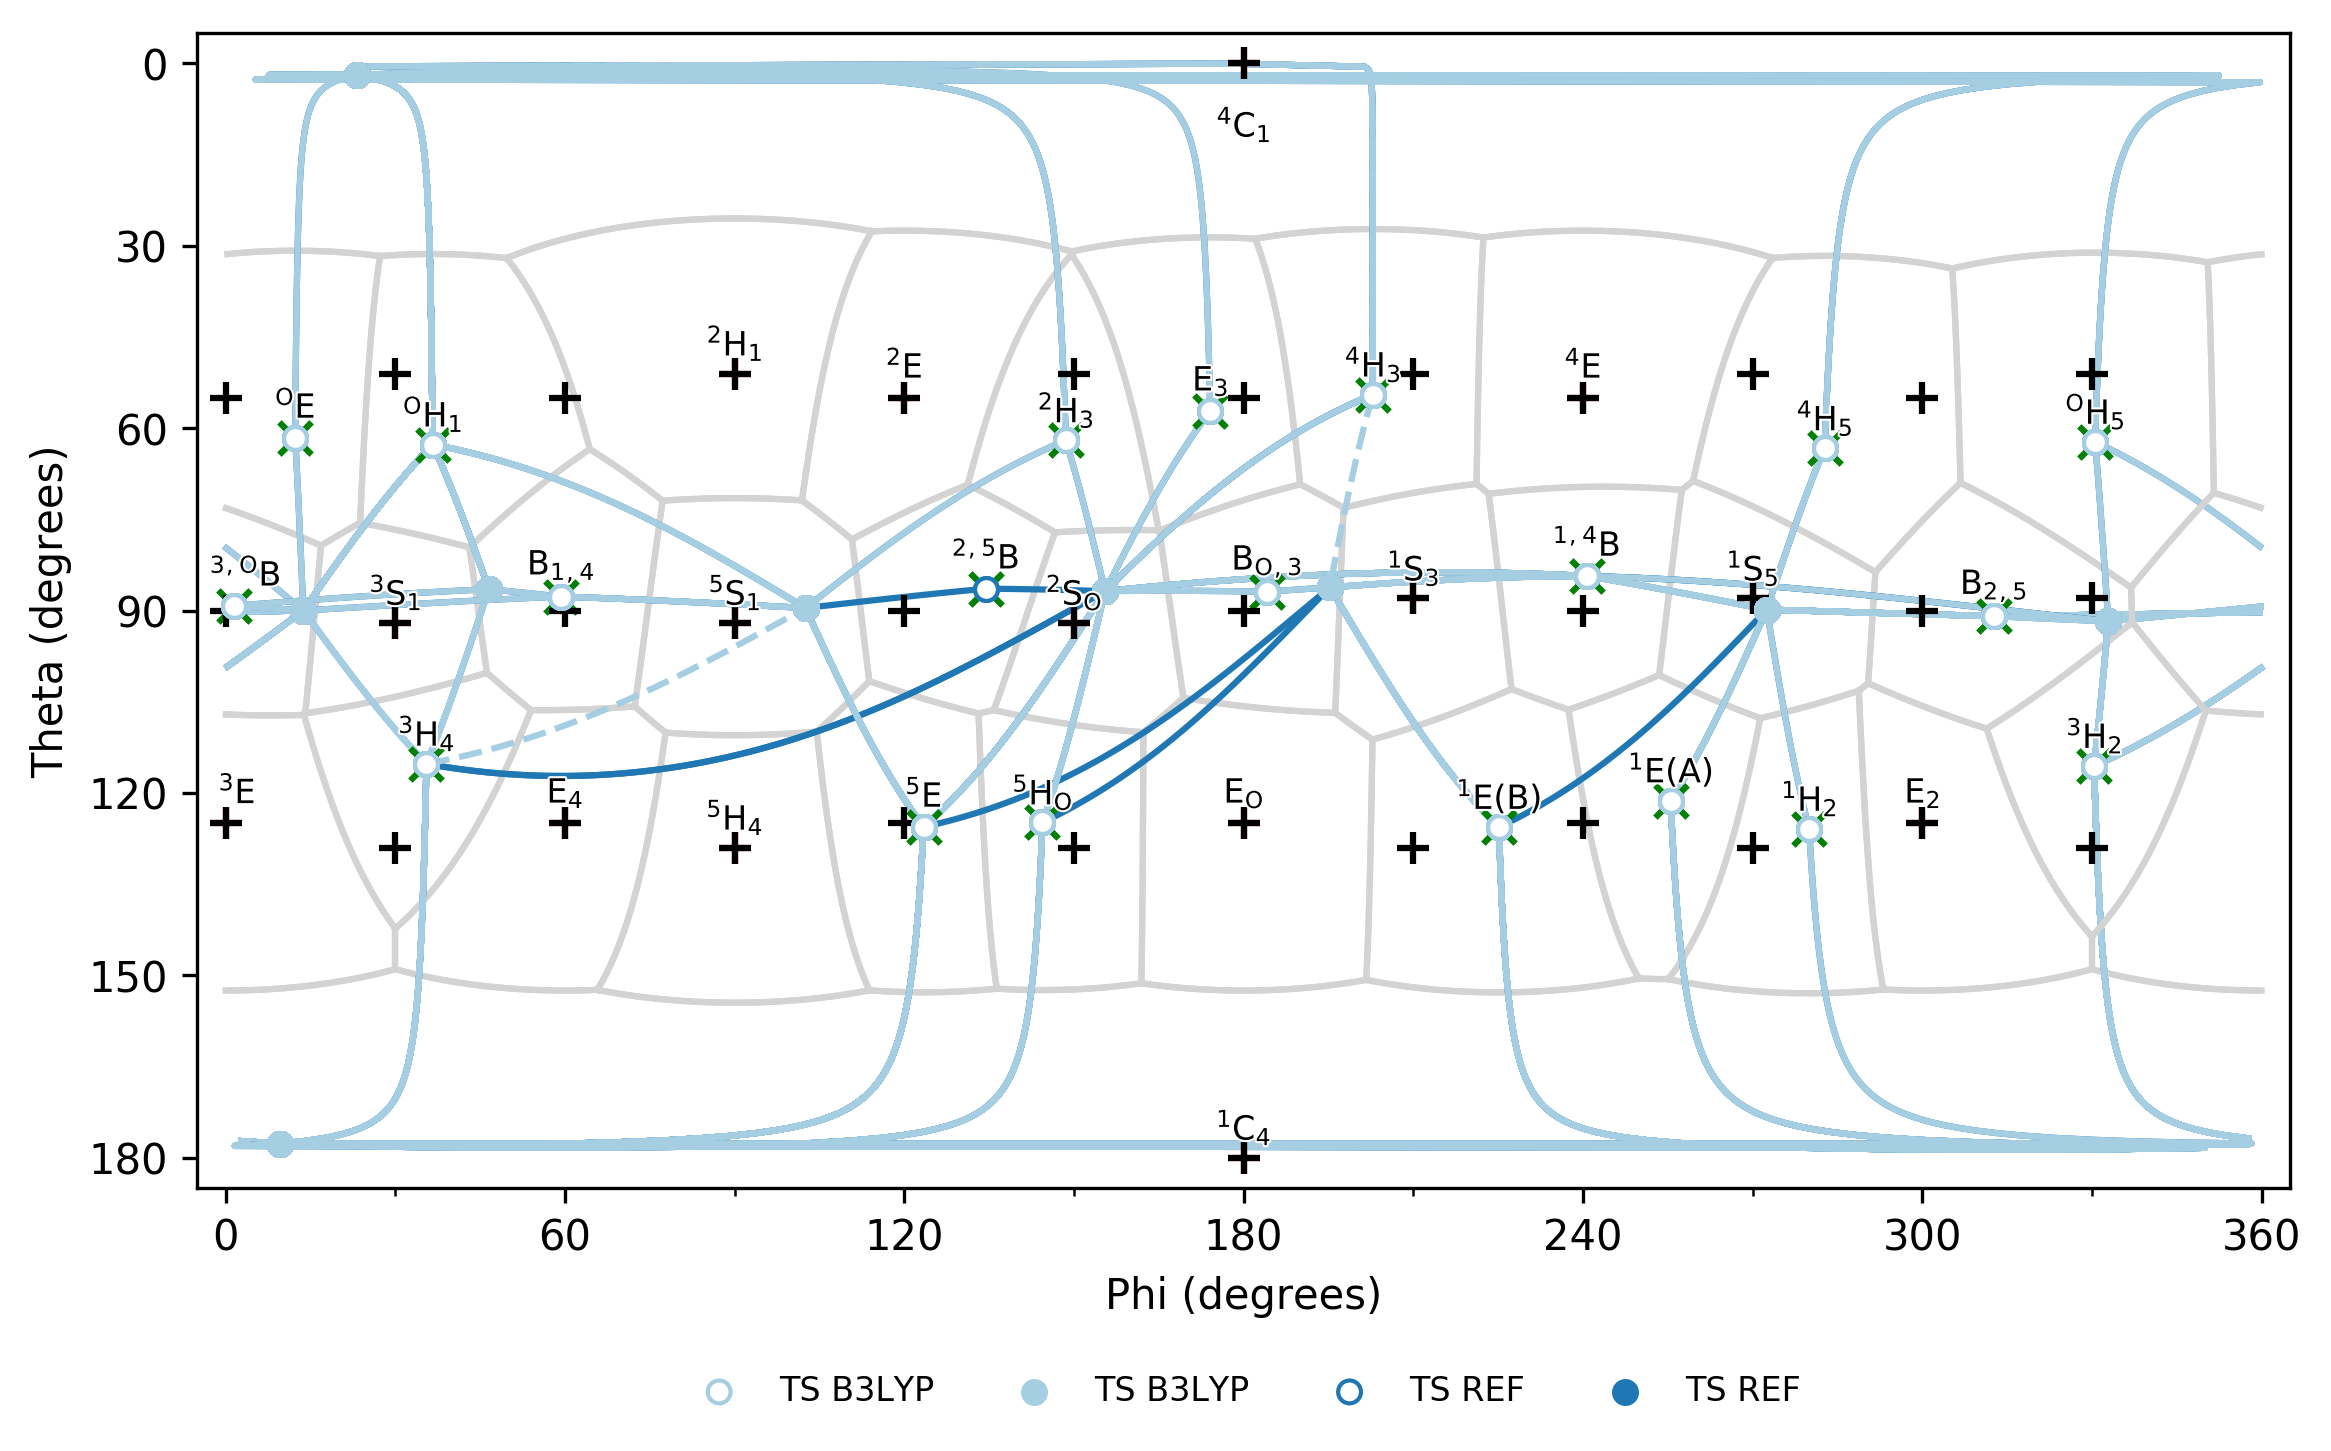 0
30
60
90
120
150
180
Theta (degrees)
⁴C₁
²H₁
²E
⁴E
ᴼE
ᴼH₁
²H₃
E₃
⁴H₃
⁴H₅
ᴼH₅
³,ᴼB
³S₁
B₁,₄
⁵S₁
²,⁵B
²Sₒ
Bₒ,₃
¹S₃
¹,⁴B
¹S₅
B₂,₅
³H₄
³H₂
³E
E₄
⁵H₄
⁵E
⁵Hₒ
Eₒ
¹E(B)
¹E(A)
¹H₂
E₂
¹C₄
0 60 120 180 240 300 360
Phi (degrees)
TS B3LYP TS B3LYP TS REF TS REF